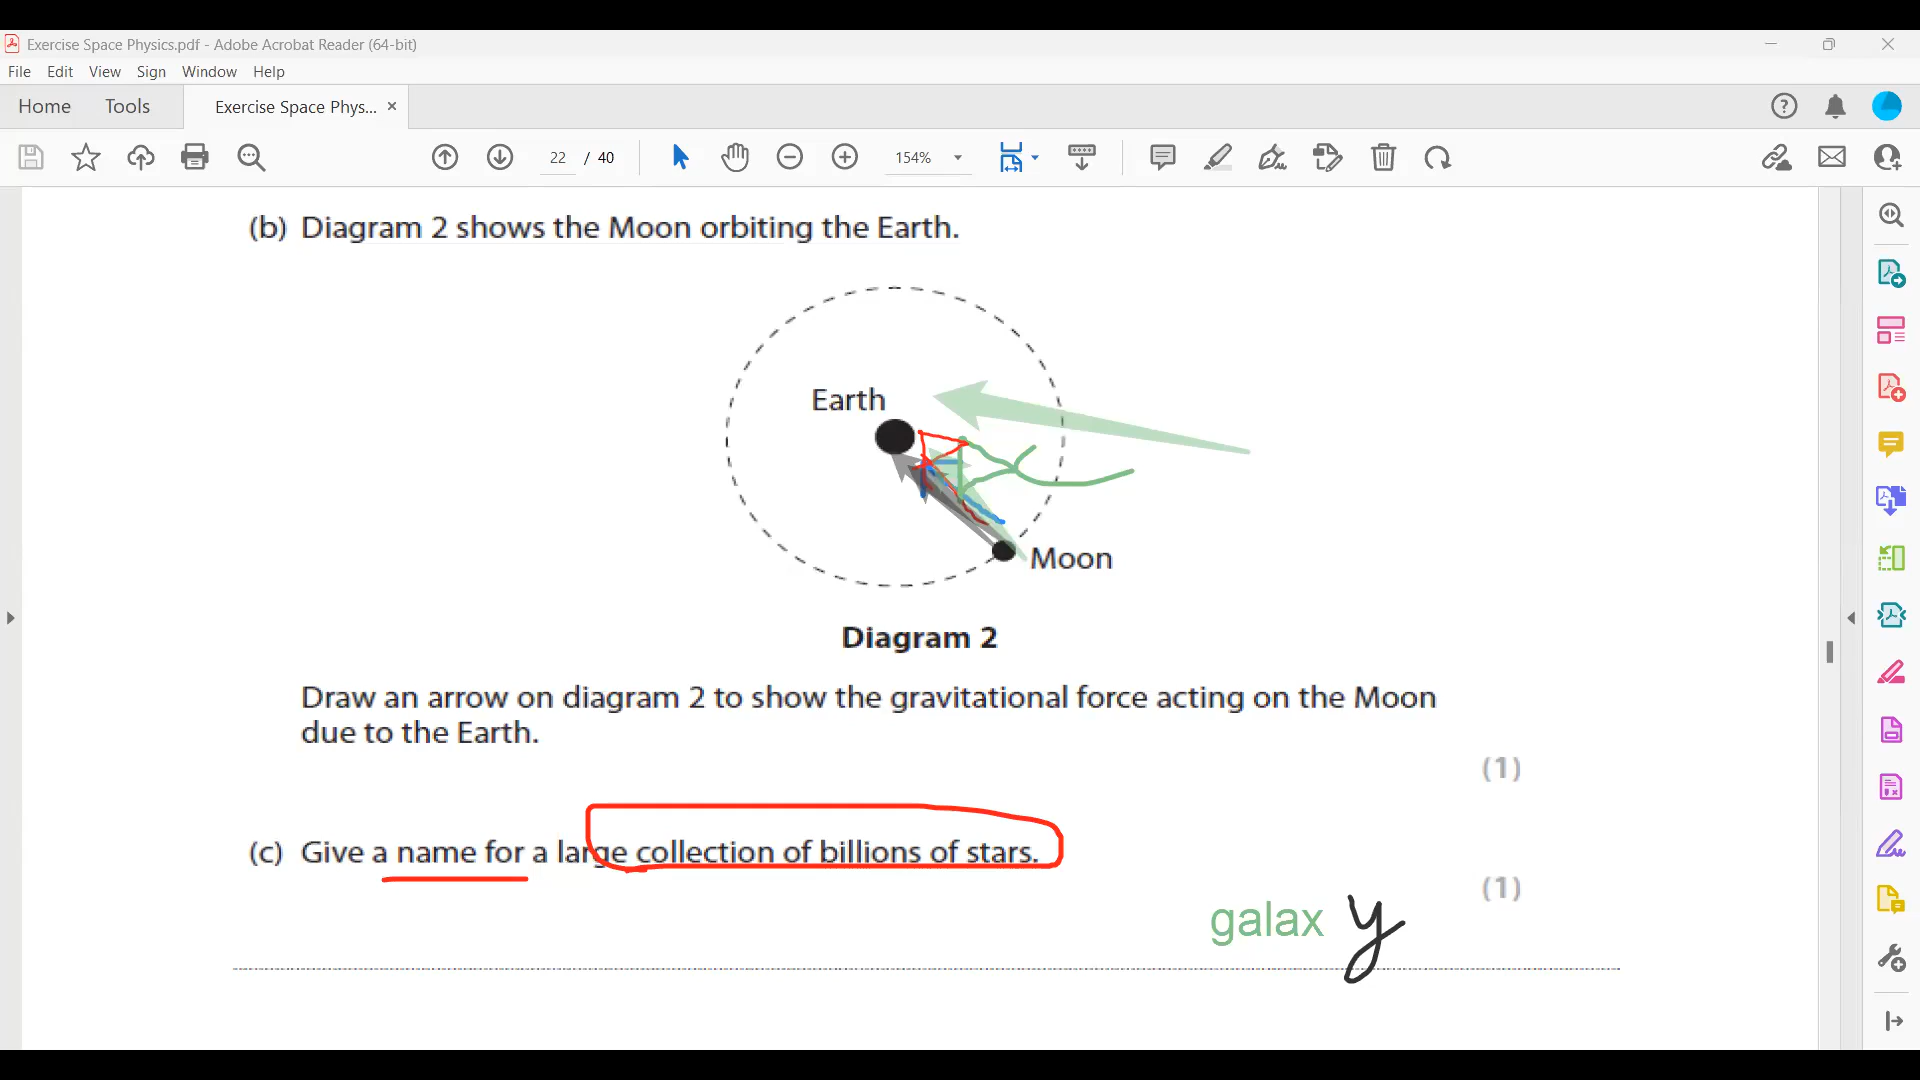 Exercise Space Physics.pdf - Adobe Acrobat Reader (64-bit)
File Edit View Sign Window Help
Home Tools Exercise Space Phys... ×
22 / 40 154%
(b) Diagram 2 shows the Moon orbiting the Earth.
Earth
Moon
Diagram 2
Draw an arrow on diagram 2 to show the gravitational force acting on the Moon
due to the Earth.
(1)
(c) Give a name for a large collection of billions of stars.
(1)
galax y